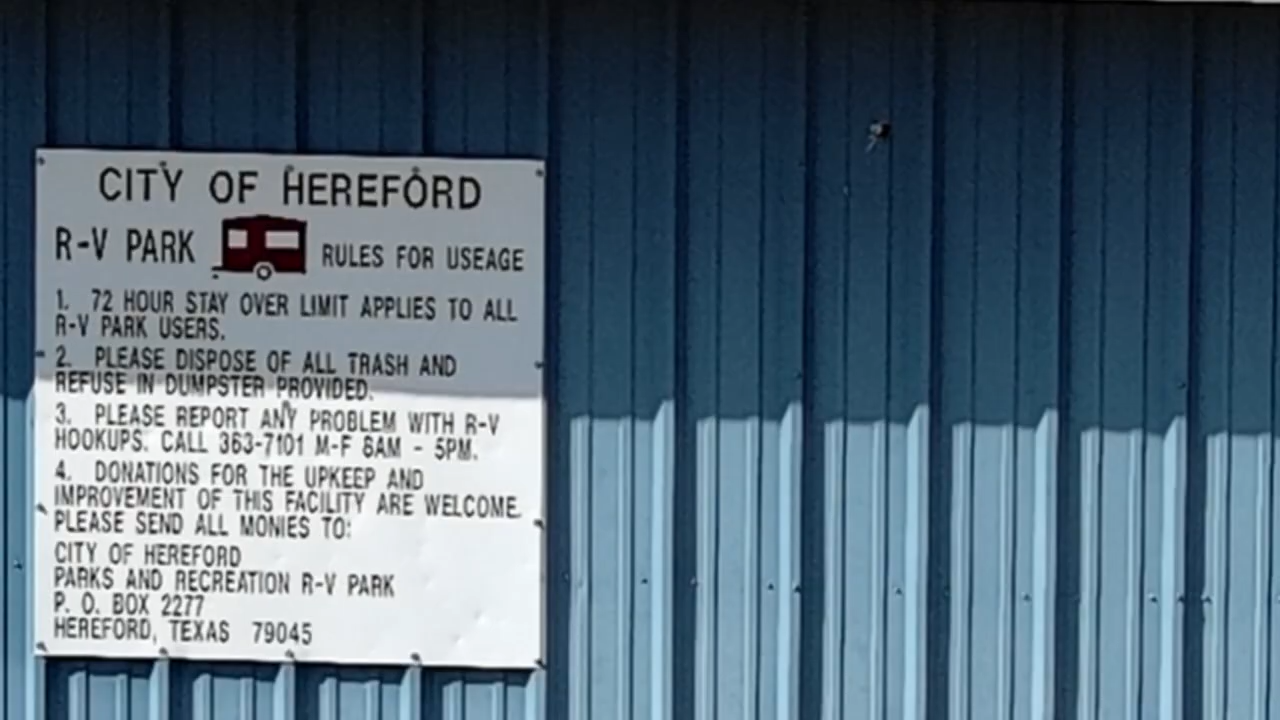 CITY OF HEREFORD
R-V PARK RULES FOR USEAGE
1. 72 HOUR STAY OVER LIMIT APPLIES TO ALL
R-V PARK USERS.
2. PLEASE DISPOSE OF ALL TRASH AND
REFUSE IN DUMPSTER PROVIDED.
3. PLEASE REPORT ANY PROBLEM WITH R-V
HOOKUPS. CALL 363-7101 M-F 8AM - 5PM.
4. DONATIONS FOR THE UPKEEP AND
IMPROVEMENT OF THIS FACILITY ARE WELCOME.
PLEASE SEND ALL MONIES TO:
CITY OF HEREFORD
PARKS AND RECREATION R-V PARK
P. O. BOX 2277
HEREFORD, TEXAS 79045